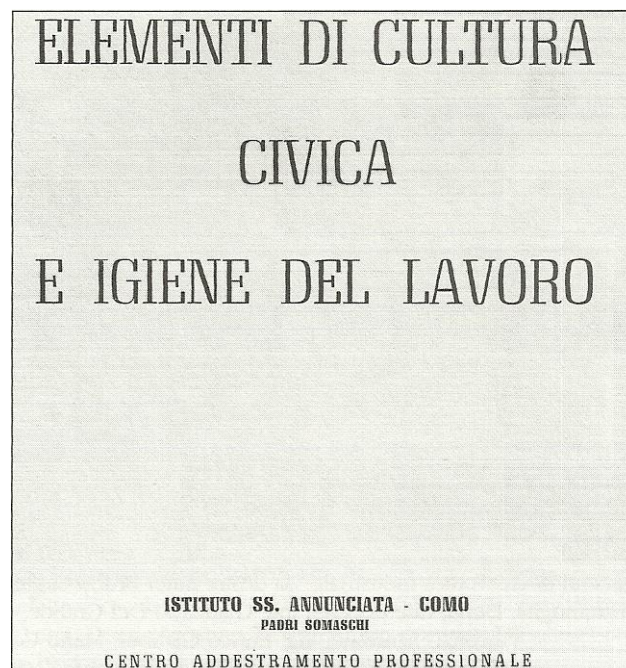 ELEMENTI DI CULTURA
CIVICA
E IGIENE DEL LAVORO
ISTITUTO SS. ANNUNCIATA - COMO
PADRI SOMASCHI
CENTRO ADDESTRAMENTO PROFESSIONALE